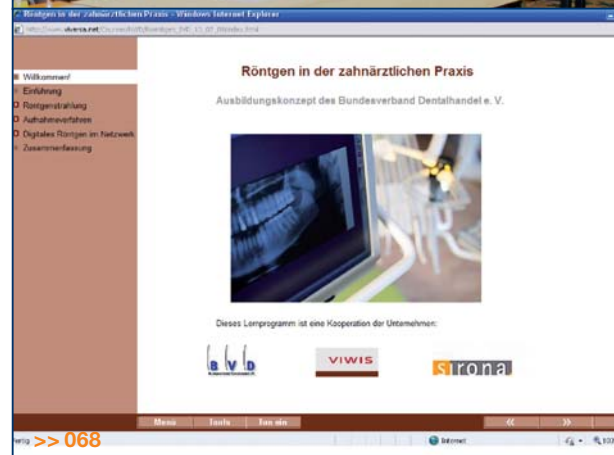 Röntgen in der zahnärztlichen Praxis - Windows Internet Explorer
Willkommen!
Einführung
Röntgenstrahlung
Aufnahmeverfahren
Digitales Röntgen im Netzwerk
Zusammenfassung
Röntgen in der zahnärztlichen Praxis
Ausbildungskonzept des Bundesverband Dentalhandel e. V.
Dieses Lernprogramm ist eine Kooperation der Unternehmen:
B V D
VIWIS
sirona
Menü Tools Ton ein << >>
Fertig >> 068 Internet